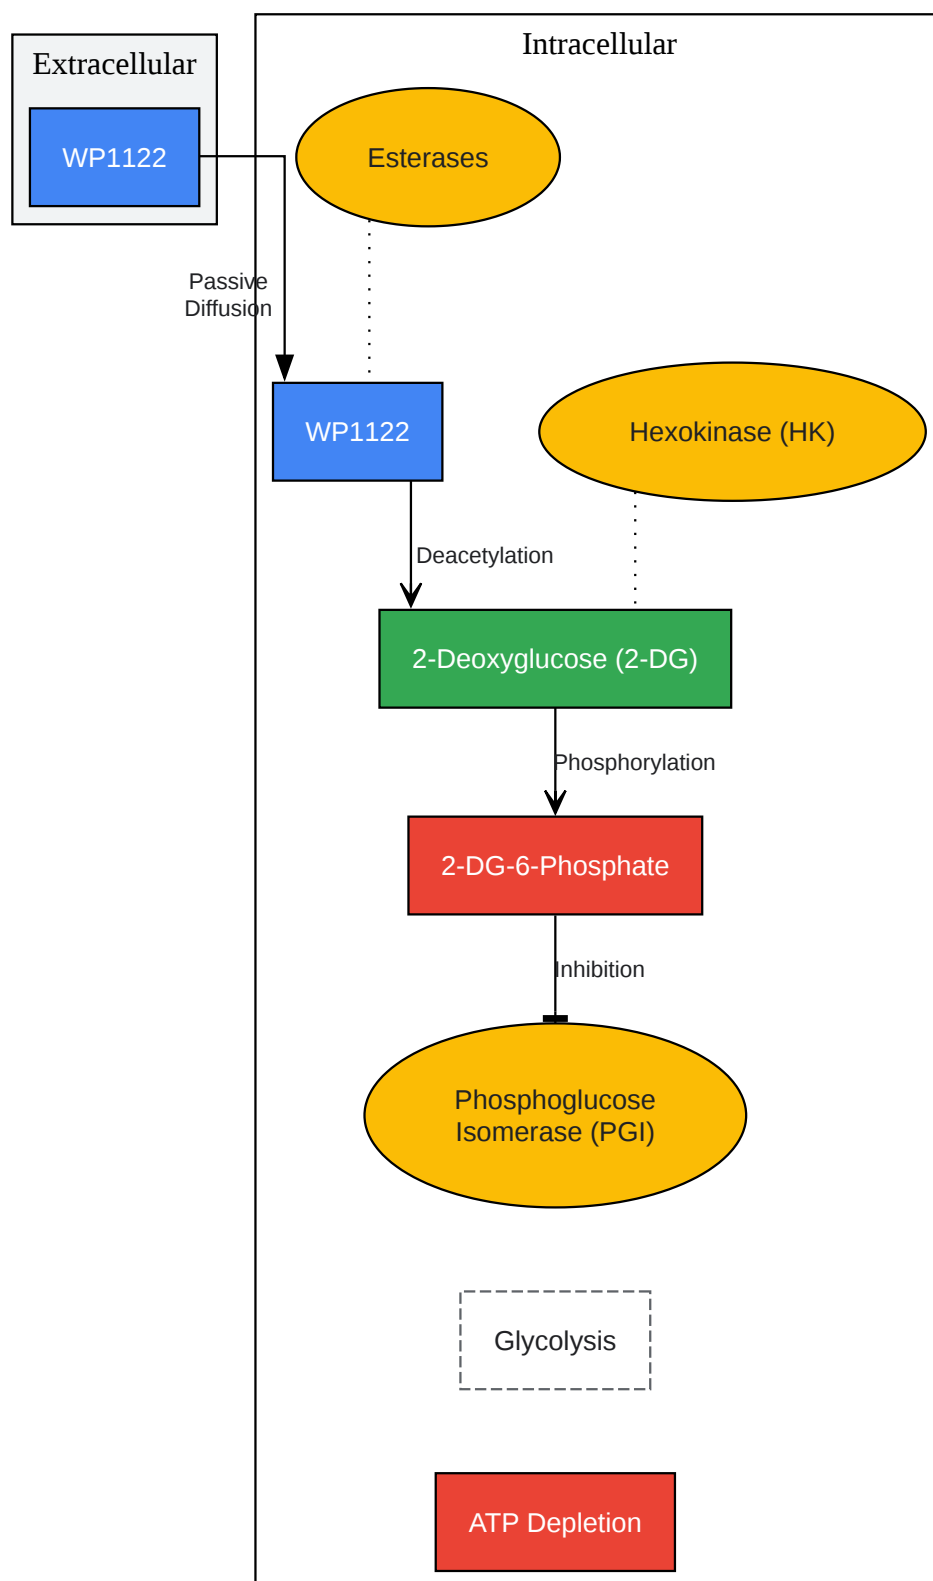 Intracellular
Extracellular
WP1122
Esterases
Passive
Diffusion
WP1122
Hexokinase (HK)
Deacetylation
2-Deoxyglucose (2-DG)
Phosphorylation
2-DG-6-Phosphate
Inhibition
Phosphoglucose
Isomerase (PGI)
Glycolysis
ATP Depletion